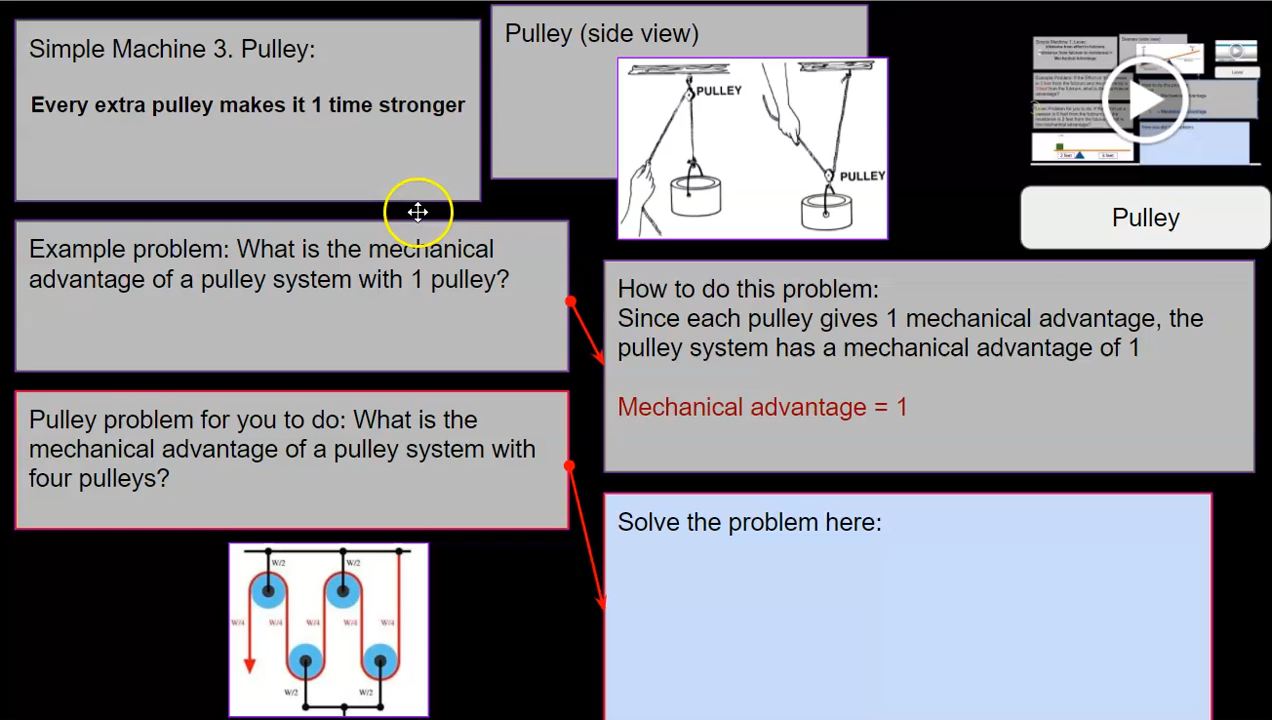 Simple Machine 3. Pulley:
Every extra pulley makes it 1 time stronger
Pulley (side view)
PULLEY
PULLEY
Pulley
Example problem: What is the mechanical
advantage of a pulley system with 1 pulley?
How to do this problem:
Since each pulley gives 1 mechanical advantage, the
pulley system has a mechanical advantage of 1
Mechanical advantage = 1
Pulley problem for you to do: What is the
mechanical advantage of a pulley system with
four pulleys?
Solve the problem here:
W/2 W/2
W/4 W/4 W/4 W/4 W/4
W/2 W/2